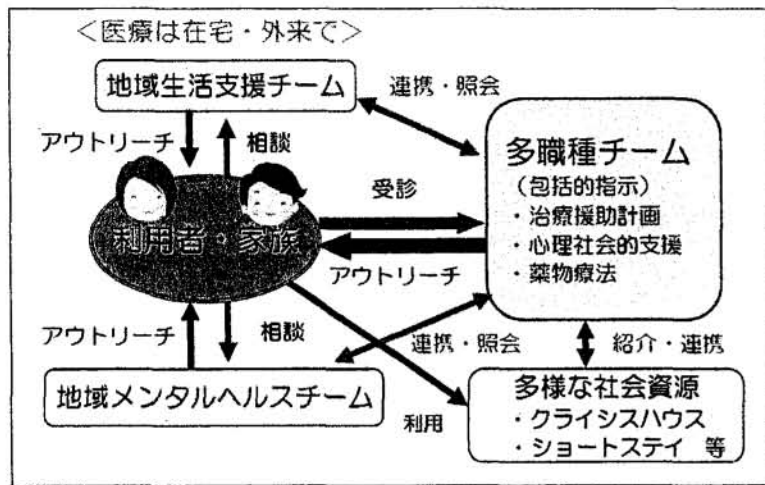 ＜医療は在宅・外来で＞
地域生活支援チーム
連携・照会
アウトリーチ
相談
多職種チーム
（包括的指示）
・治療援助計画
・心理社会的支援
・薬物療法
受診
利用者・家族
アウトリーチ
アウトリーチ
相談
連携・照会
紹介・連携
地域メンタルヘルスチーム
利用
多様な社会資源
・クライシスハウス
・ショートステイ 等